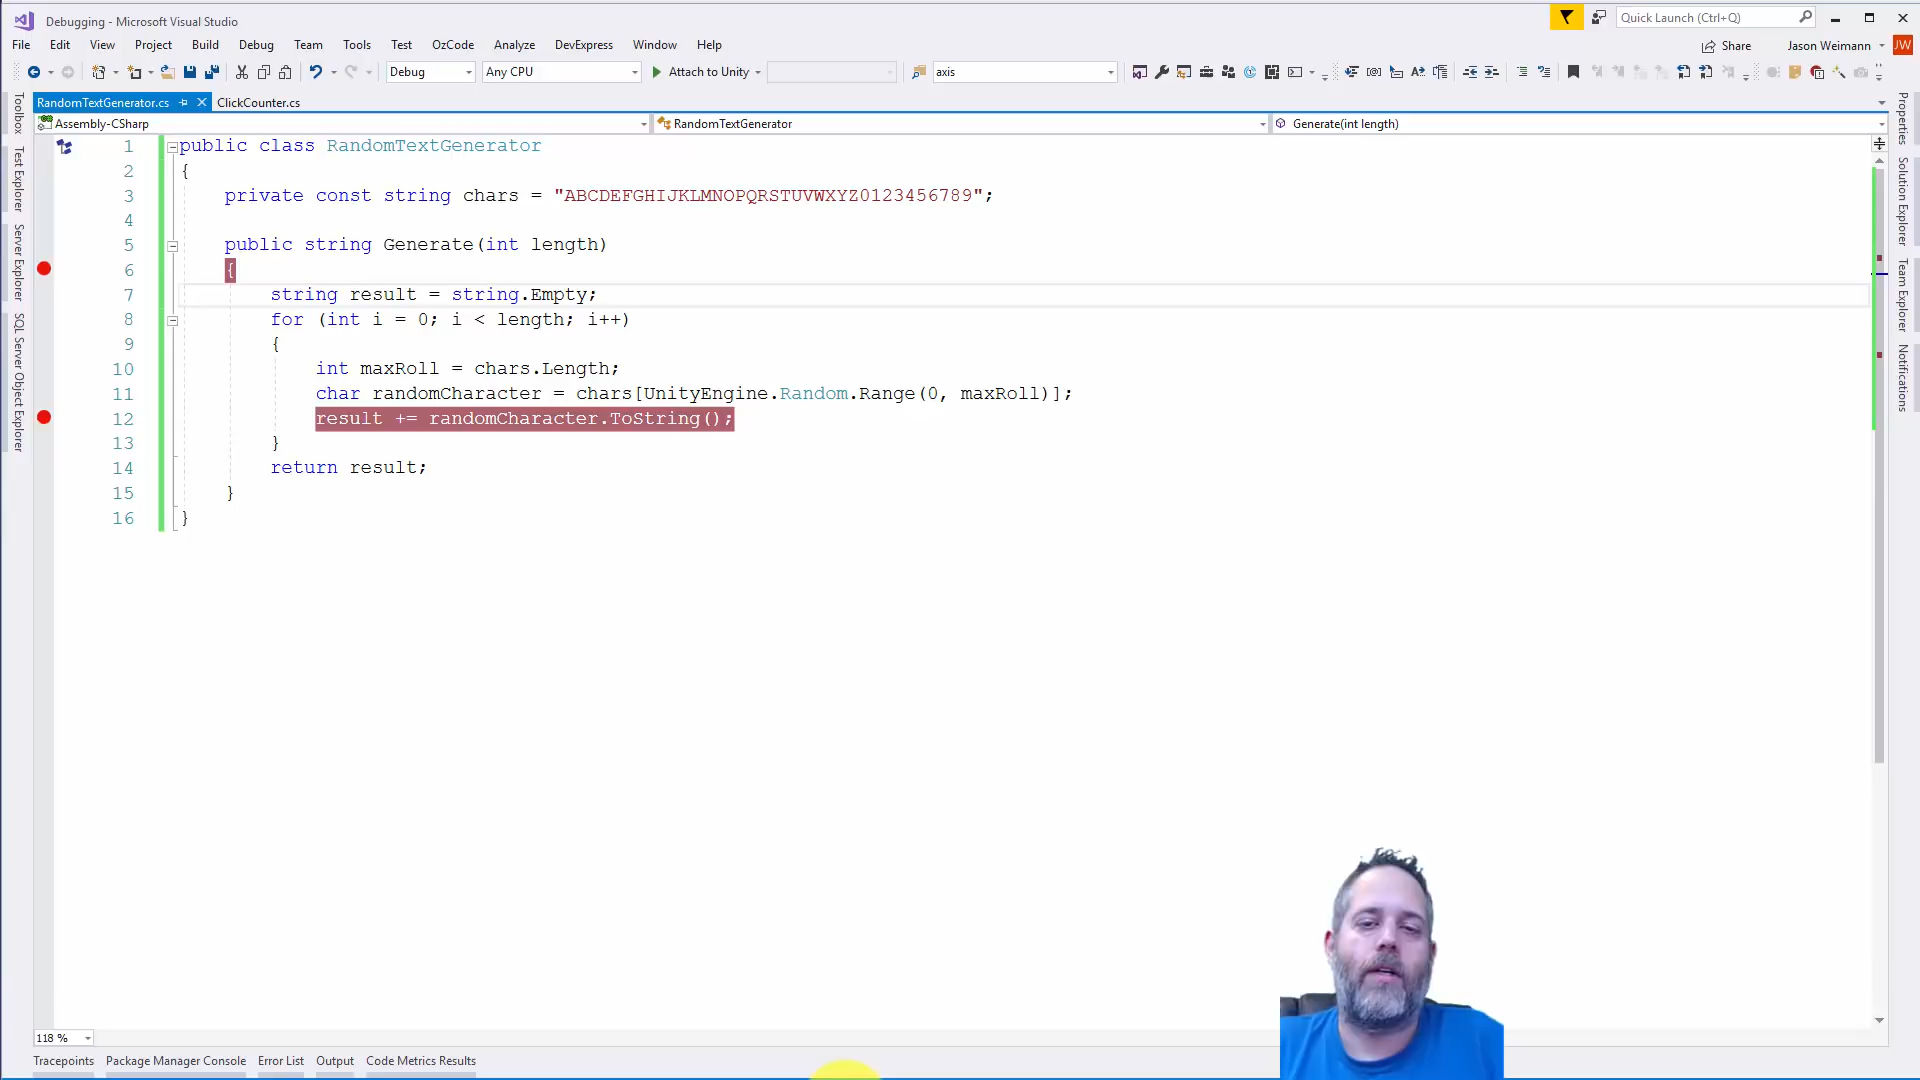 Debugging - Microsoft Visual Studio
Quick Launch (Ctrl+Q)
File Edit View Project Build Debug Team Tools Test OzCode Analyze DevExpress Window Help
Share Jason Weimann JW
Debug Any CPU Attach to Unity axis
RandomTextGenerator.cs ClickCounter.cs
Assembly-CSharp RandomTextGenerator Generate(int length)
1 public class RandomTextGenerator
2 {
3 private const string chars = "ABCDEFGHIJKLMNOPQRSTUVWXYZ0123456789";
4
5 public string Generate(int length)
6 {
7 string result = string.Empty;
8 for (int i = 0; i < length; i++)
9 {
10 int maxRoll = chars.Length;
11 char randomCharacter = chars[UnityEngine.Random.Range(0, maxRoll)];
12 result += randomCharacter.ToString();
13 }
14 return result;
15 }
16 }
Toolbox
Test Explorer
Server Explorer
SQL Server Object Explorer
Properties
Solution Explorer
Team Explorer
Notifications
118 %
Tracepoints Package Manager Console Error List Output Code Metrics Results